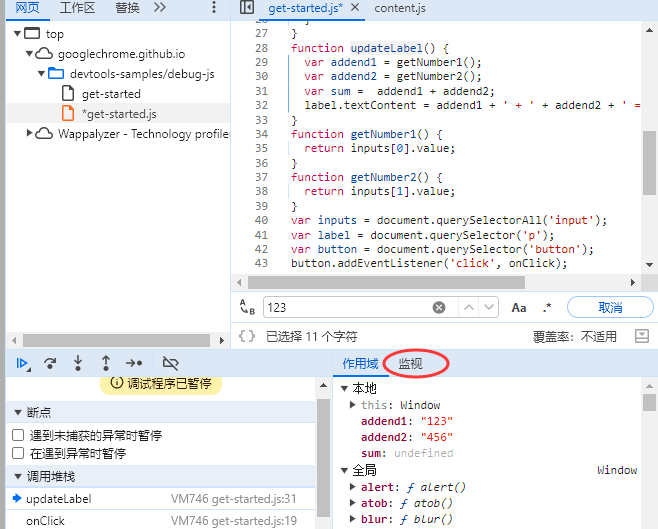 网页 工作区 替换 >>
top
googlechrome.github.io
devtools-samples/debug-js
get-started
*get-started.js
Wappalyzer - Technology profiler
get-started.js* × content.js
26 }
27 }
28 function updateLabel() {
29 var addend1 = getNumber1();
30 var addend2 = getNumber2();
31 var sum = addend1 + addend2;
32 label.textContent = addend1 + ' + ' + addend2 + ' =
33 }
34 function getNumber1() {
35 return inputs[0].value;
36 }
37 function getNumber2() {
38 return inputs[1].value;
39 }
40 var inputs = document.querySelectorAll('input');
41 var label = document.querySelector('p');
42 var button = document.querySelector('button');
43 button.addEventListener('click', onClick);
A B 123 Aa .* 取消
{ } 已选择 11 个字符 覆盖率：不适用
调试程序已暂停
断点
遇到未捕获的异常时暂停
在遇到异常时暂停
调用堆栈
updateLabel VM746 get-started.js:31
onClick VM746 get-started.js:19
作用域 监视
本地
this: Window
addend1: "123"
addend2: "456"
sum: undefined
全局 Window
alert: ƒ alert()
atob: ƒ atob()
blur: ƒ blur()